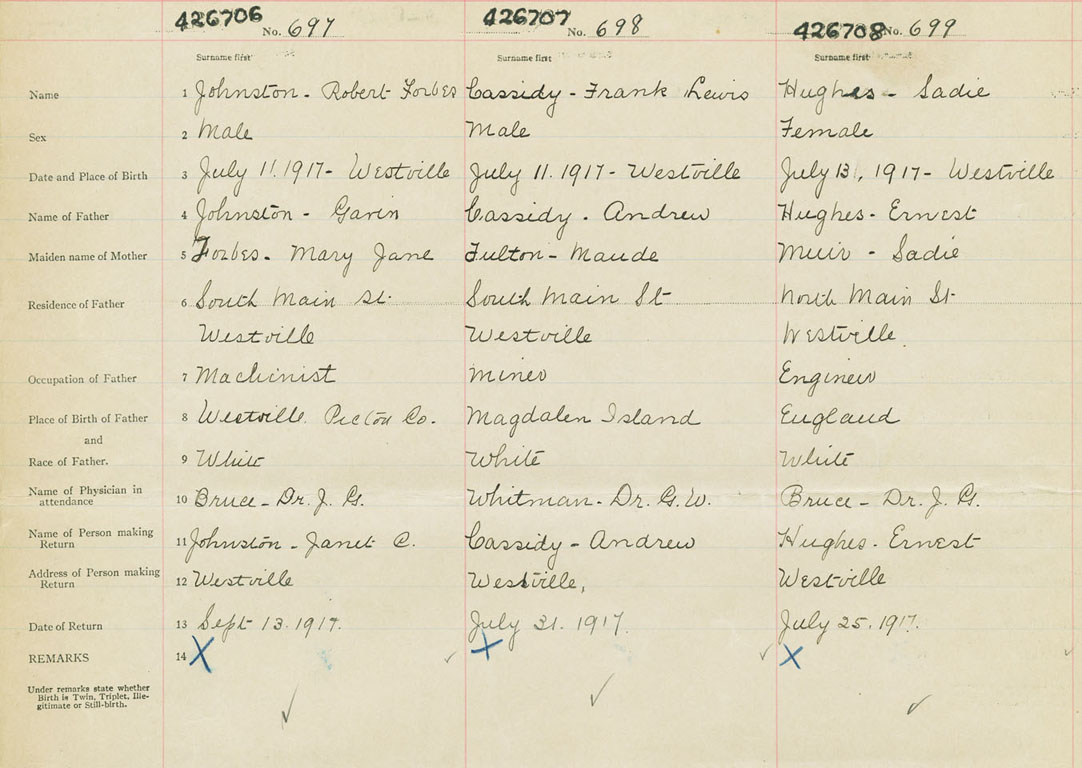 426706 No. 697 426707 No. 698 426708 No. 699
Surname first Surname first Surname first
Name 1 Johnston - Robert Forbes Cassidy - Frank Lewis Hughes - Sadie
Sex 2 Male Male Female
Date and Place of Birth 3 July 11. 1917 - Westville July 11. 1917 - Westville July 13, 1917 - Westville
Name of Father 4 Johnston - Gavin Cassidy - Andrew Hughes - Ernest
Maiden name of Mother 5 Forbes - Mary Jane Fulton - Maude Muir - Sadie
Residence of Father 6 South Main St. South Main St North Main St.
Westville Westville Westville
Occupation of Father 7 Machinist Miner Engineer
Place of Birth of Father 8 Westville Pictou Co. Magdalen Island England
and
Race of Father. 9 White White White
Name of Physician in
attendance 10 Bruce - Dr. J. G. Whitman - Dr. G. W. Bruce - Dr. J. G.
Name of Person making
Return 11 Johnston - Janet C. Cassidy - Andrew Hughes - Ernest
Address of Person making
Return 12 Westville Westville, Westville
Date of Return 13 Sept 13. 1917. July 31. 1917. July 25, 1917.
REMARKS 14 X X X
Under remarks state whether
Birth is Twin, Triplet, Ille-
gitimate or Still-birth.